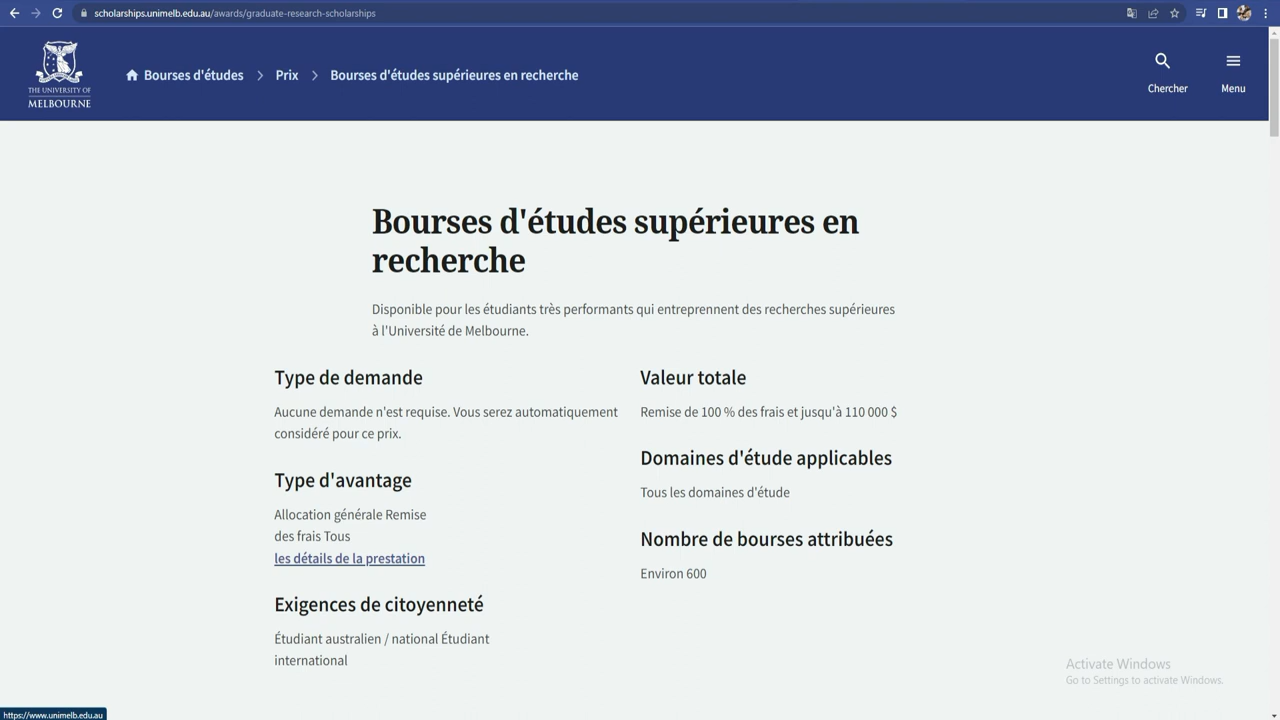 scholarships.unimelb.edu.au/awards/graduate-research-scholarships
THE UNIVERSITY OF
MELBOURNE
Bourses d'études
Prix
Bourses d'études supérieures en recherche
Chercher
Menu
Bourses d'études supérieures en
recherche
Disponible pour les étudiants très performants qui entreprennent des recherches supérieures
à l'Université de Melbourne.
Type de demande
Aucune demande n'est requise. Vous serez automatiquement
considéré pour ce prix.
Type d'avantage
Allocation générale Remise
des frais Tous
les détails de la prestation
Exigences de citoyenneté
Étudiant australien / national Étudiant
international
Valeur totale
Remise de 100 % des frais et jusqu'à 110 000 $
Domaines d'étude applicables
Tous les domaines d'étude
Nombre de bourses attribuées
Environ 600
Activate Windows
Go to Settings to activate Windows.
https://www.unimelb.edu.au